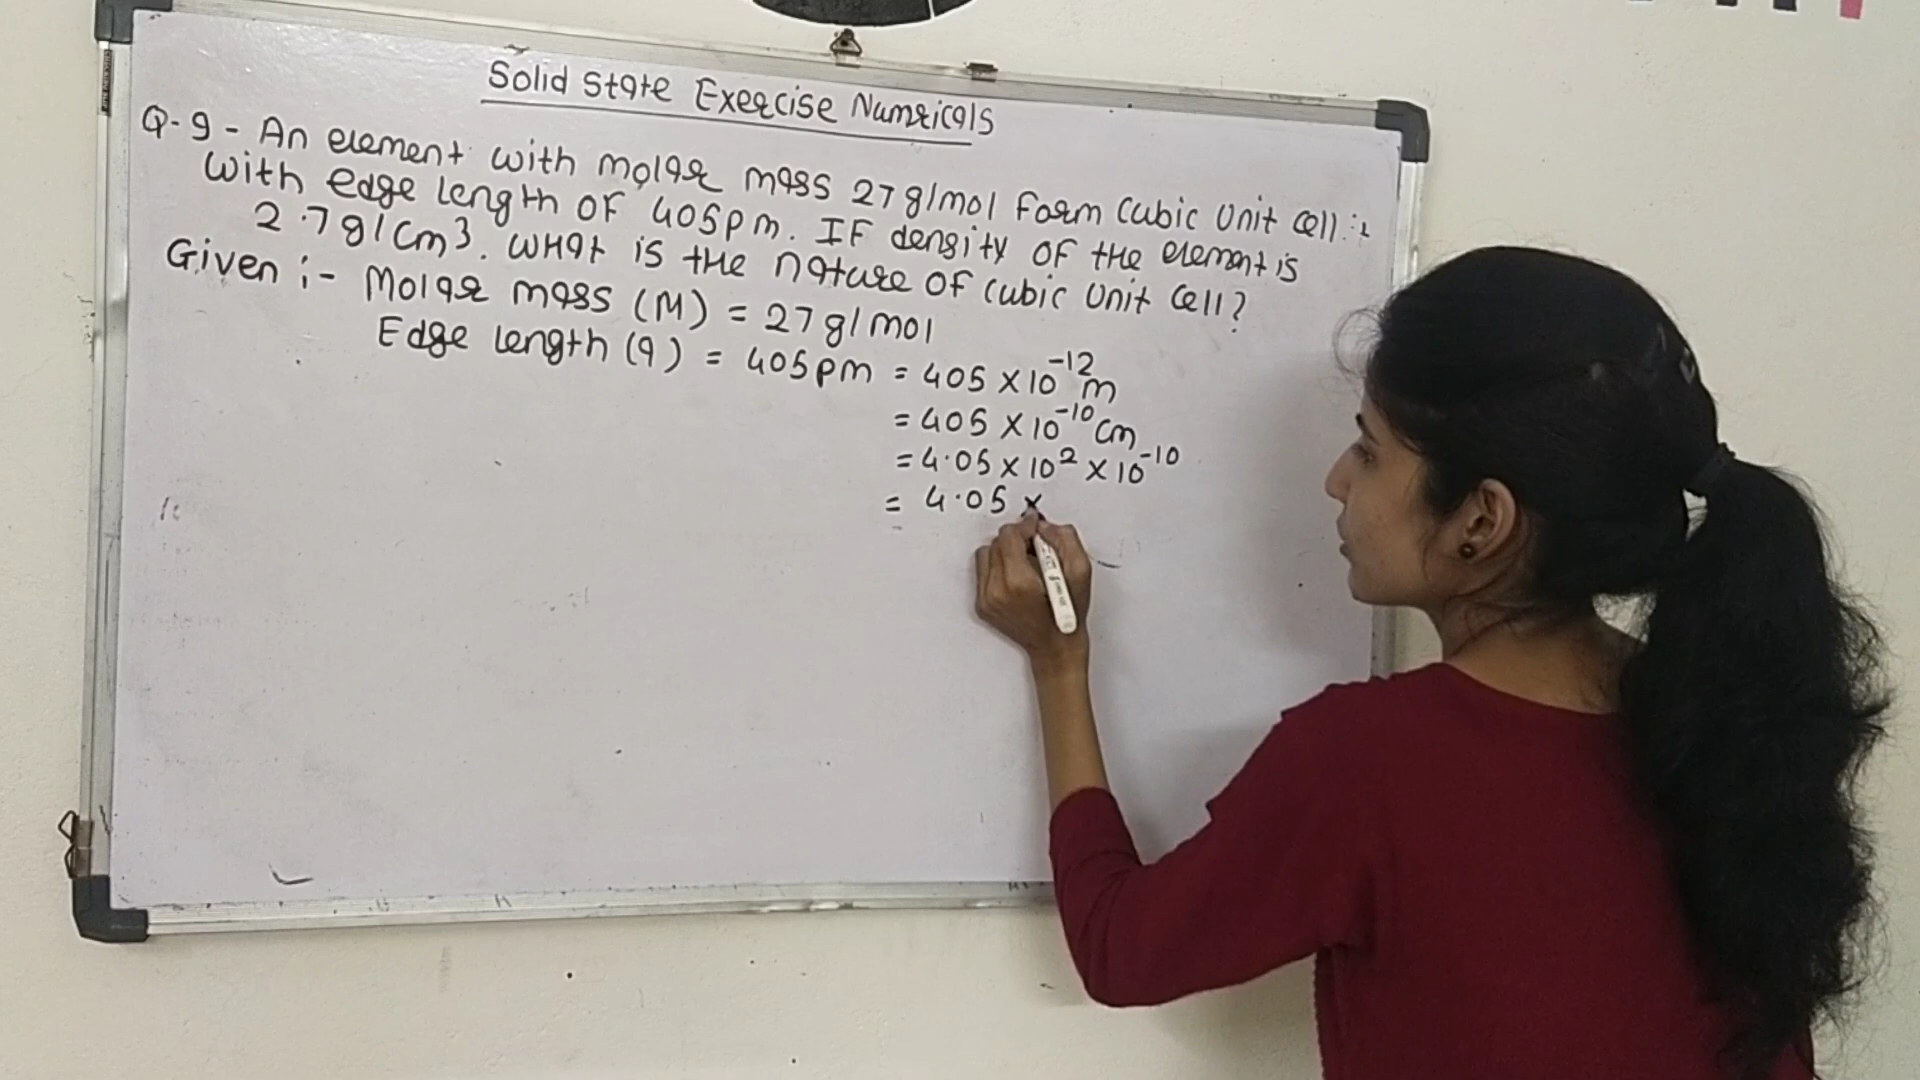 Solid State Exercise Numericals
Q-9 - An element with molar mass 27 g/mol form cubic unit cell
with edge length of 405pm. If density of the element is
2.7g/cm3. What is the nature of cubic unit cell?
Given :- Molar mass (M) = 27 g/mol
Edge length (a) = 405pm = 405 × 10⁻¹² m
= 405 × 10⁻¹⁰ cm
= 4.05 × 10² × 10⁻¹⁰
= 4.05 ×